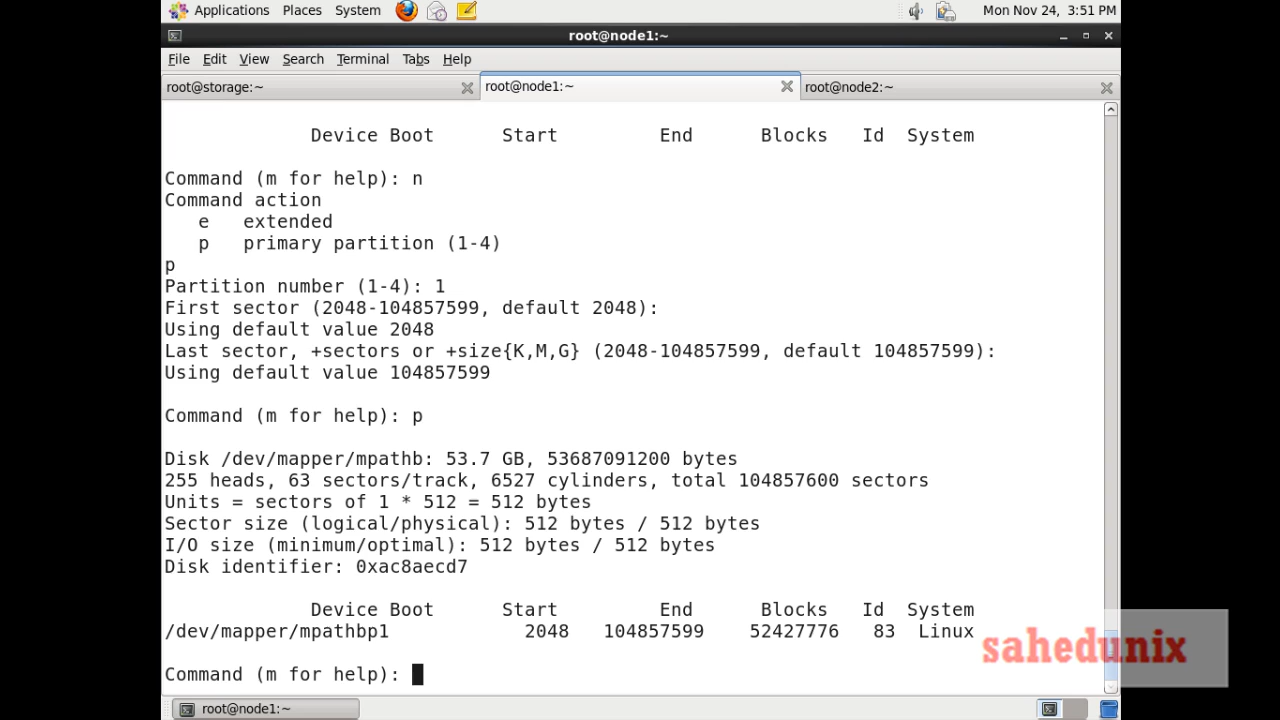 Applications Places System Mon Nov 24, 3:51 PM
root@node1:~
File Edit View Search Terminal Tabs Help
root@storage:~ root@node1:~ root@node2:~
Device Boot Start End Blocks Id System
Command (m for help): n
Command action
e extended
p primary partition (1-4)
p
Partition number (1-4): 1
First sector (2048-104857599, default 2048):
Using default value 2048
Last sector, +sectors or +size{K,M,G} (2048-104857599, default 104857599):
Using default value 104857599
Command (m for help): p
Disk /dev/mapper/mpathb: 53.7 GB, 53687091200 bytes
255 heads, 63 sectors/track, 6527 cylinders, total 104857600 sectors
Units = sectors of 1 * 512 = 512 bytes
Sector size (logical/physical): 512 bytes / 512 bytes
I/O size (minimum/optimal): 512 bytes / 512 bytes
Disk identifier: 0xac8aecd7
Device Boot Start End Blocks Id System
/dev/mapper/mpathbp1 2048 104857599 52427776 83 Linux
sahedunix
Command (m for help):
root@node1:~